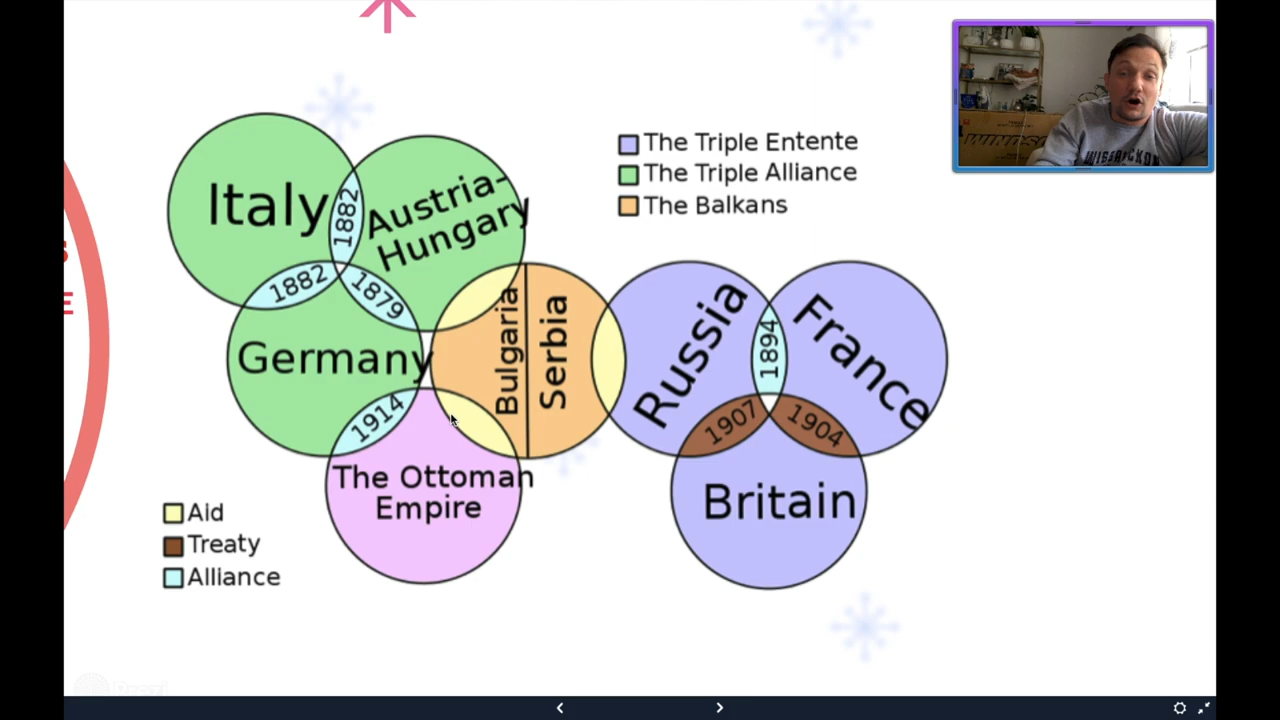 Italy
1882
Austria-
Hungary
1882
1879
Germany
1914
The Ottoman
Empire
Bulgaria
Serbia
The Triple Entente
The Triple Alliance
The Balkans
Russia
1894
France
1907
1904
Britain
Aid
Treaty
Alliance
S
E